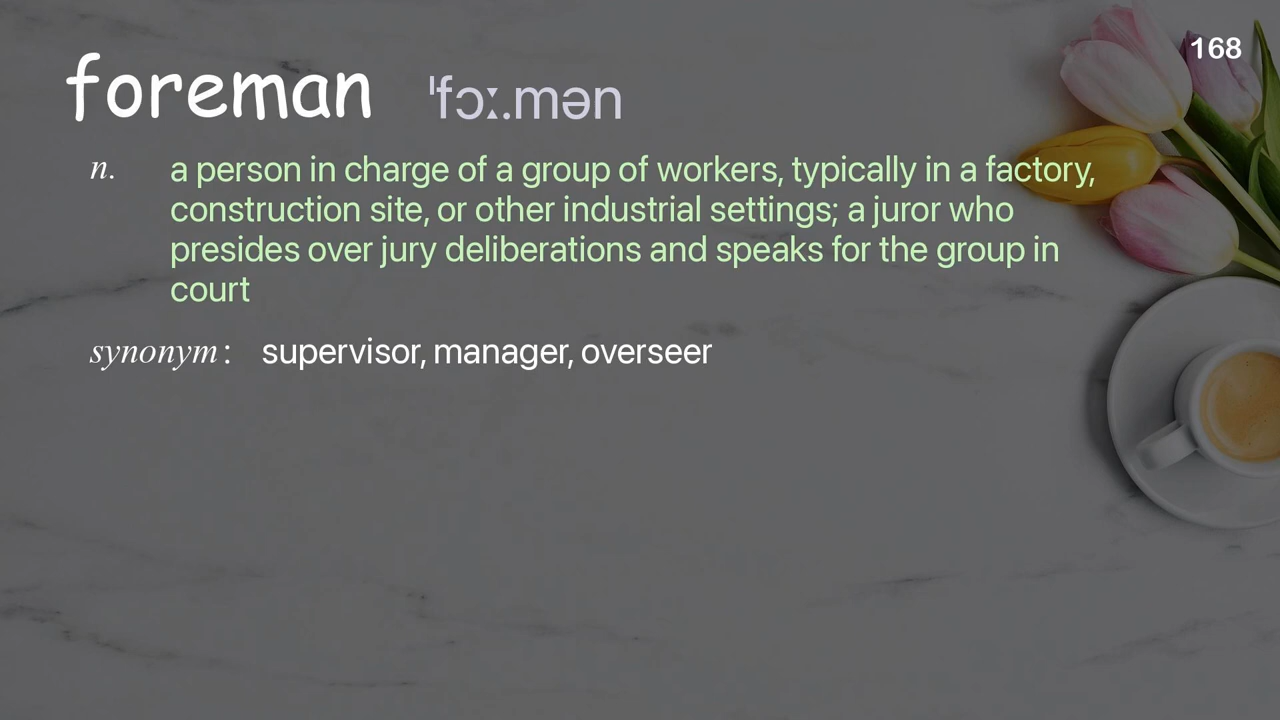 168
foreman ˈfɔː.mən
n. a person in charge of a group of workers, typically in a factory,
construction site, or other industrial settings; a juror who
presides over jury deliberations and speaks for the group in
court
synonym: supervisor, manager, overseer